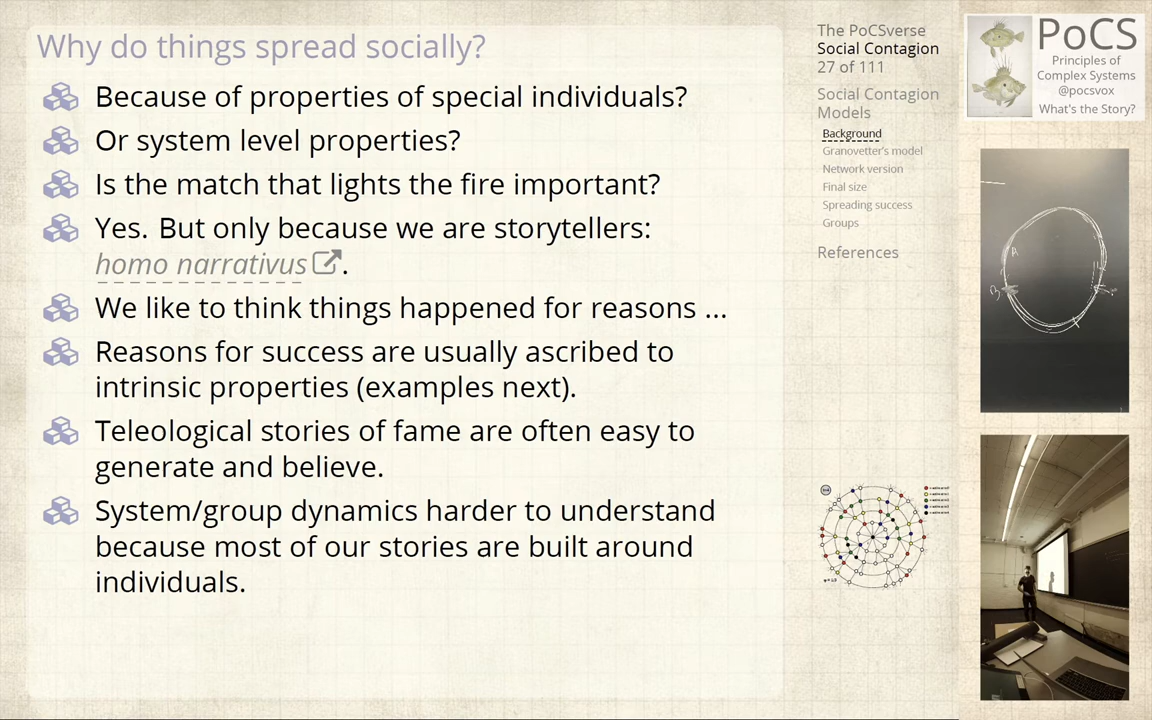 Why do things spread socially?
Because of properties of special individuals?
Or system level properties?
Is the match that lights the fire important?
Yes. But only because we are storytellers:
homo narrativus.
We like to think things happened for reasons ...
Reasons for success are usually ascribed to
intrinsic properties (examples next).
Teleological stories of fame are often easy to
generate and believe.
System/group dynamics harder to understand
because most of our stories are built around
individuals.
The PoCSverse
Social Contagion
27 of 111
Social Contagion
Models
Background
Granovetter's model
Network version
Final size
Spreading success
Groups
References
PoCS
Principles of
Complex Systems
@pocsvox
What's the Story?
A
B